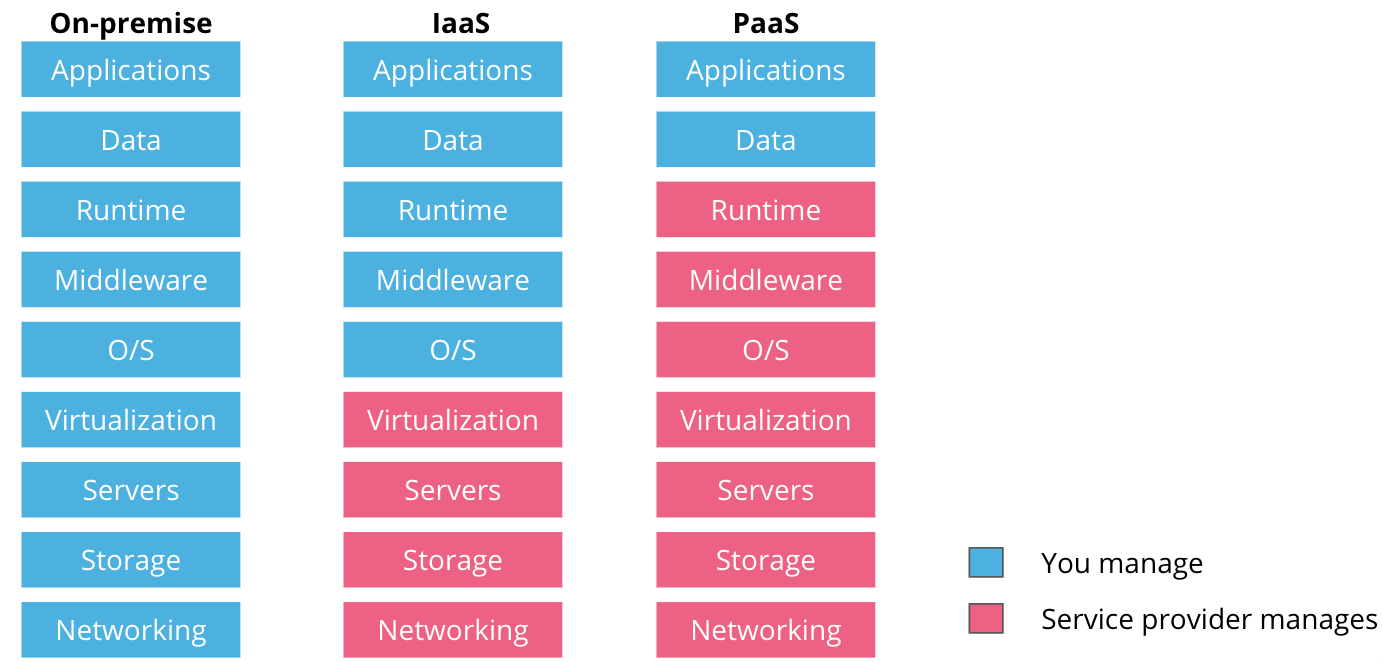 On-premise
IaaS
PaaS
Applications
Applications
Applications
Data
Data
Data
Runtime
Runtime
Runtime
Middleware
Middleware
Middleware
O/S
O/S
O/S
Virtualization
Virtualization
Virtualization
Servers
Servers
Servers
Storage
Storage
Storage
Networking
Networking
Networking
You manage
Service provider manages